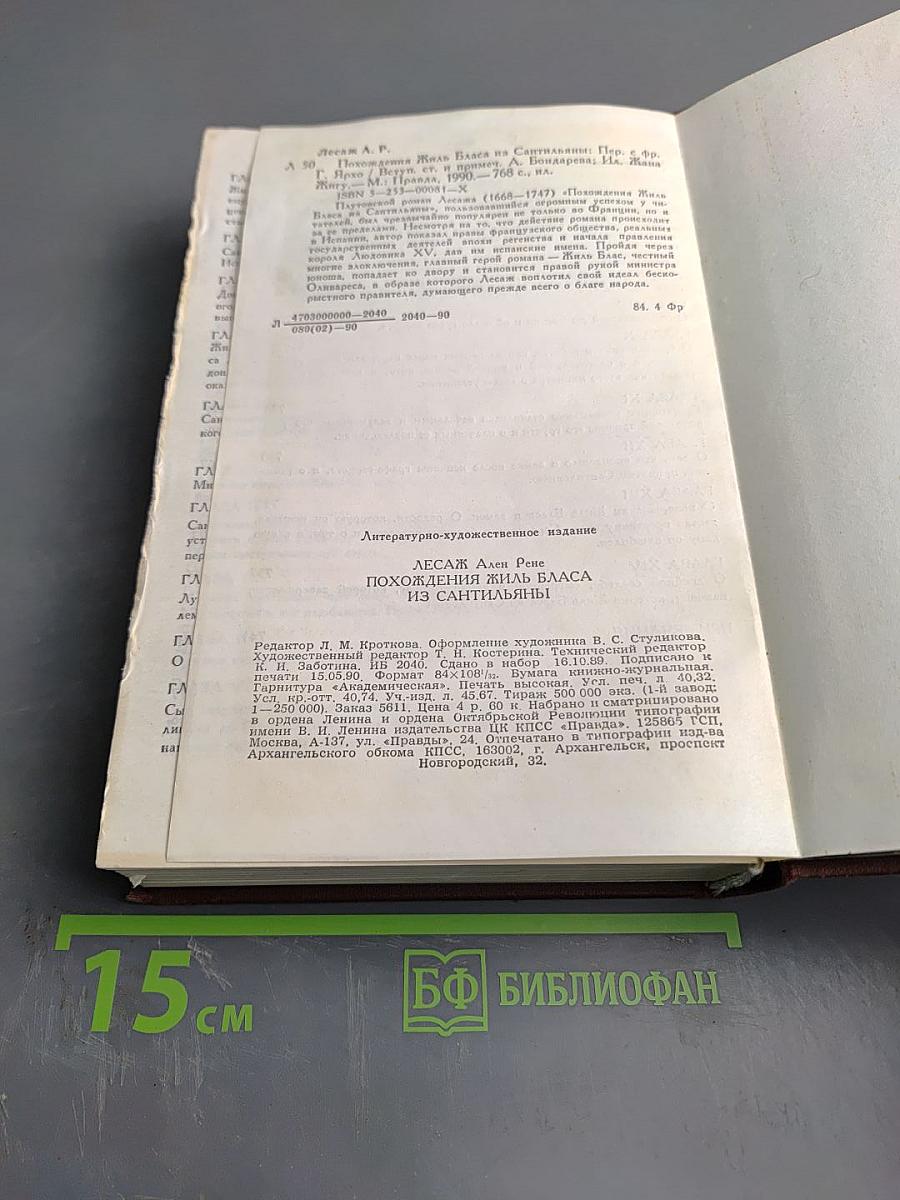 Лесаж А. Р.
Л 50 Похождения Жиль Бласа из Сантильяны: Пер. с фр.
Г. Ярхо / Вступ. ст. и примеч. А. Бондарева; Ил. Жана
Жигу.— М.: Правда, 1990.— 768 с., ил.
ISBN 5—253—00081—X
Плутовской роман Лесажа (1668—1747) «Похождения Жиль
Бласа из Сантильяны», пользовавшийся огромным успехом у чи-
тателей, был чрезвычайно популярен не только во Франции, но и
за ее пределами. Несмотря на то, что действие романа происходит
в Испании, автор показал нравы французского общества, реальных
государственных деятелей эпохи регентства и начала правления
короля Людовика XV, дав им испанские имена. Пройдя через
многие злоключения, главный герой романа — Жиль Блас, честный
юноша, попадает ко двору и становится правой рукой министра
Оливареса, в образе которого Лесаж воплотил свой идеал беско-
рыстного правителя, думающего прежде всего о благе народа.
Л 4703000000—2040 2040—90 84. 4 Фр
080(02)—90
Литературно-художественное издание
ЛЕСАЖ Ален Рене
ПОХОЖДЕНИЯ ЖИЛЬ БЛАСА
ИЗ САНТИЛЬЯНЫ
Редактор Л. М. Кроткова. Оформление художника В. С. Стуликова.
Художественный редактор Т. Н. Костерина. Технический редактор
К. И. Заботина. ИБ 2040. Сдано в набор 16.10.89. Подписано к
печати 15.05.90. Формат 84×108¹/₃₂. Бумага книжно-журнальная.
Гарнитура «Академическая». Печать высокая. Усл. печ. л 40,32.
Усл. кр.-отт. 40,74. Уч.-изд. л. 45,67. Тираж 500 000 экз. (1-й завод:
1—250 000). Заказ 5611. Цена 4 р. 60 к. Набрано и сматрицировано
в ордена Ленина и ордена Октябрьской Революции типографии
имени В. И. Ленина издательства ЦК КПСС «Правда». 125865 ГСП,
Москва, А-137, ул. «Правды». 24. Отпечатано в типографии изд-ва
Архангельского обкома КПСС, 163002, г. Архангельск, проспект
Новгородский, 32.
15 см
БФ БИБЛИОФАН